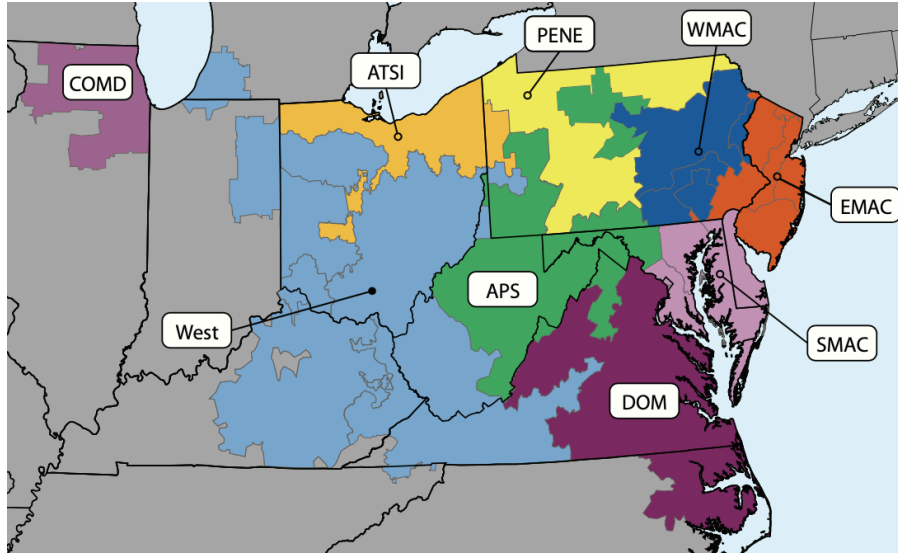 PENE
WMAC
ATSI
COMD
EMAC
APS
West
SMAC
DOM